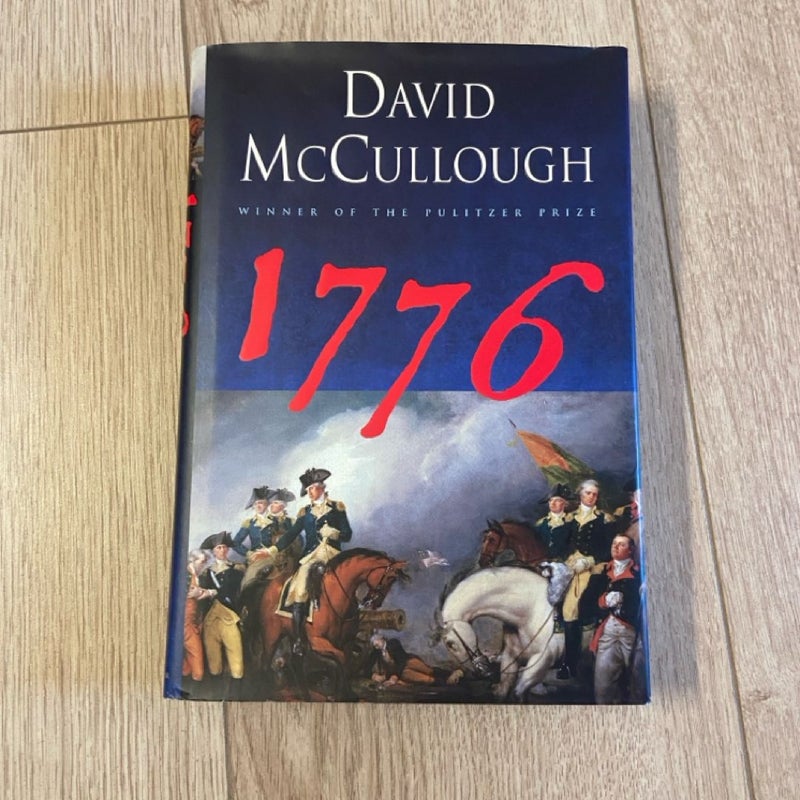 DAVID
MCCULLOUGH
WINNER OF THE PULITZER PRIZE
1776